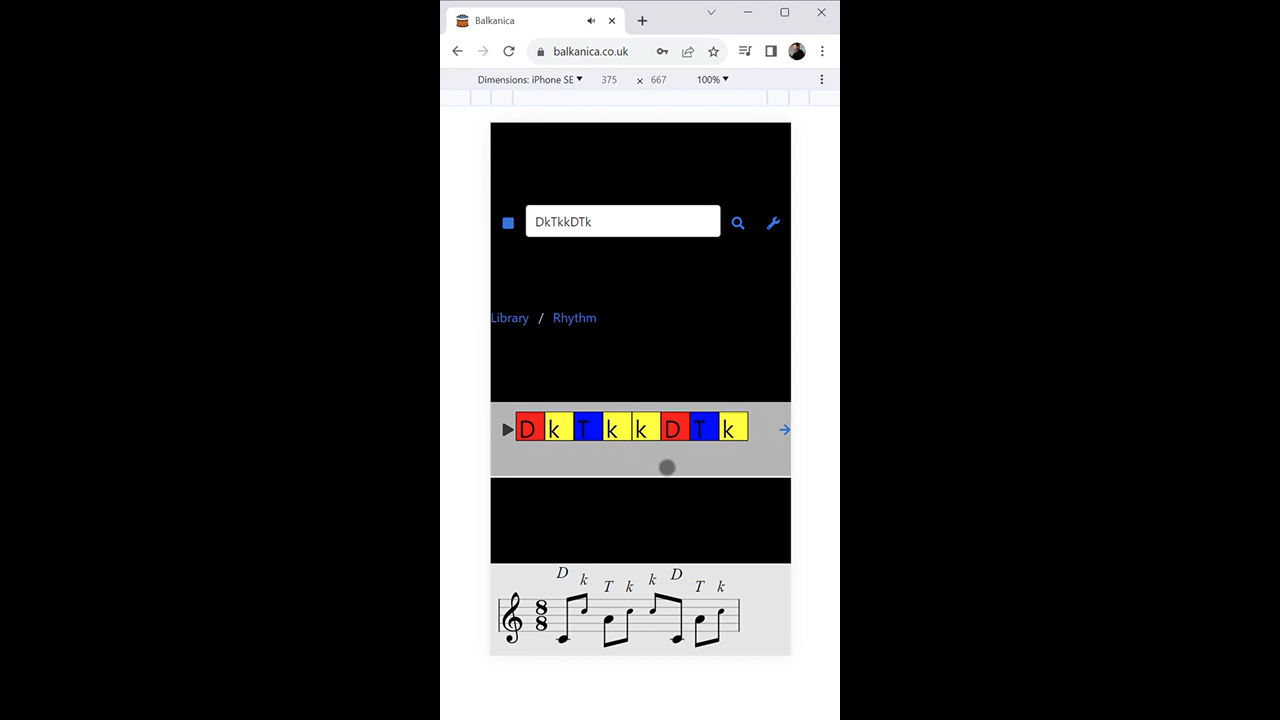 Balkanica
balkanica.co.uk
Dimensions: iPhone SE 375 x 667 100%
DkTkkDTk
Library / Rhythm
D k T k k D T k
D k T k k D T k
8
8